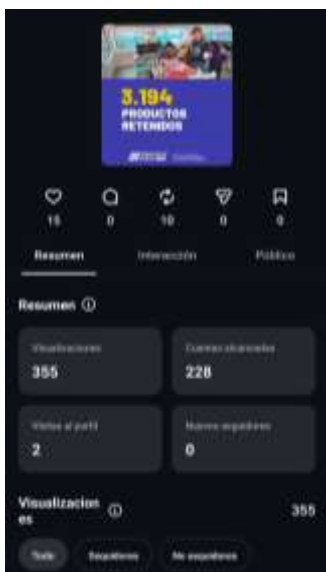 3.194
PRODUCTOS
RETENIDOS
15
0
10
0
0
Resumen
Interacción
Público
Resumen
Visualizaciones
Cuentas alcanzadas
355
228
Visitas al perfil
Nuevos seguidores
2
0
Visualizacion
es
355
Todo
Seguidores
No seguidores